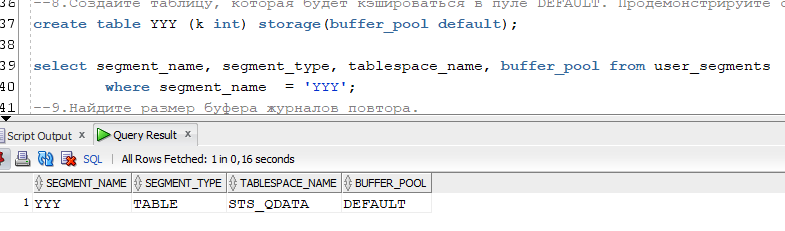 36 --8.Создайте таблицу, которая будет кэшироваться в пуле DEFAULT. Продемонстрируйте
37 create table YYY (k int) storage(buffer_pool default);
38
39 select segment_name, segment_type, tablespace_name, buffer_pool from user_segments
40 where segment_name = 'YYY';
41 --9.Найдите размер буфера журналов повтора.
Script Output x Query Result x
SQL All Rows Fetched: 1 in 0,16 seconds
SEGMENT_NAME SEGMENT_TYPE TABLESPACE_NAME BUFFER_POOL
1 YYY TABLE STS_QDATA DEFAULT